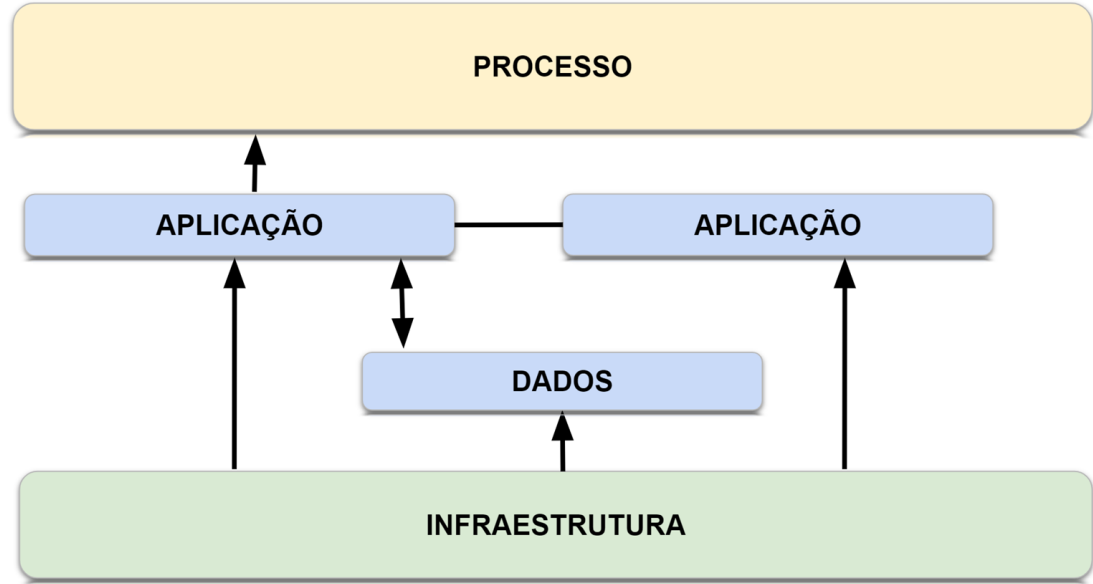 PROCESSO
APLICAÇÃO
APLICAÇÃO
DADOS
INFRAESTRUTURA